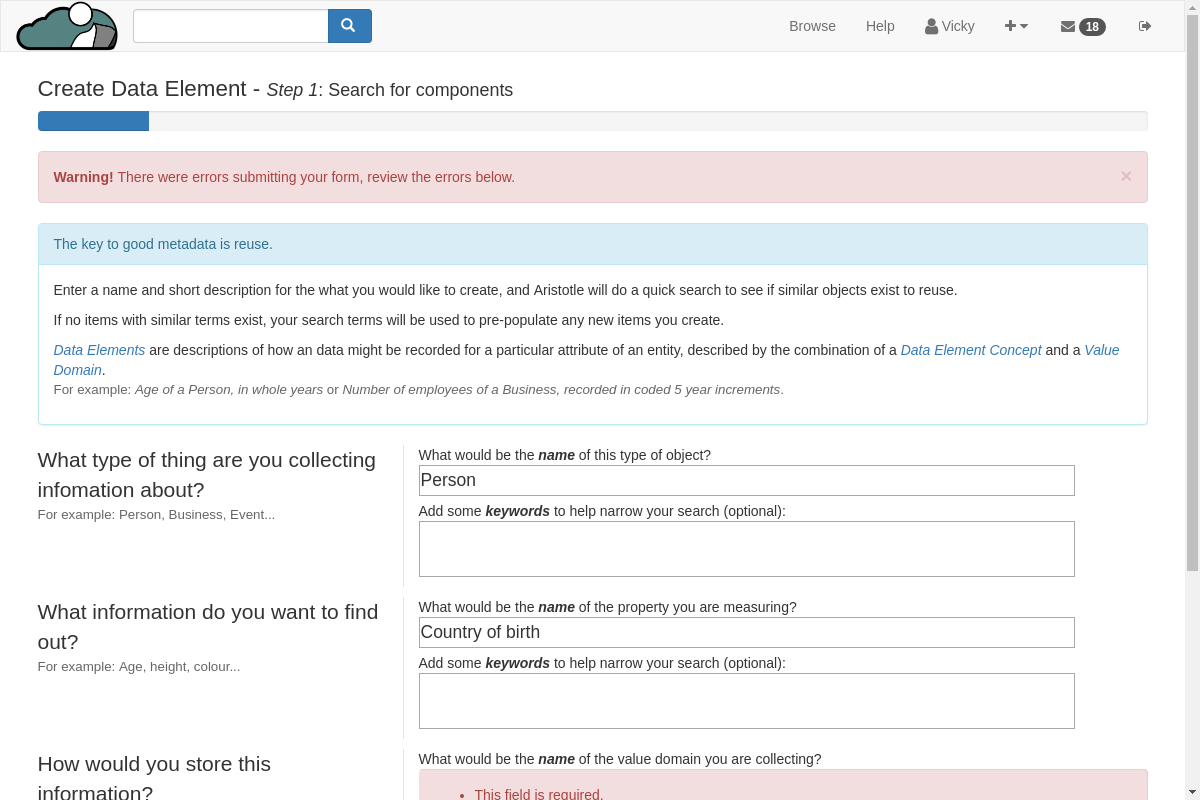 Browse Help Vicky 18
Create Data Element - Step 1: Search for components
Warning! There were errors submitting your form, review the errors below. ×
The key to good metadata is reuse.
Enter a name and short description for the what you would like to create, and Aristotle will do a quick search to see if similar objects exist to reuse.
If no items with similar terms exist, your search terms will be used to pre-populate any new items you create.
Data Elements are descriptions of how an data might be recorded for a particular attribute of an entity, described by the combination of a Data Element Concept and a Value
Domain.
For example: Age of a Person, in whole years or Number of employees of a Business, recorded in coded 5 year increments.
What type of thing are you collecting
infomation about?
For example: Person, Business, Event...
What would be the name of this type of object?
Person
Add some keywords to help narrow your search (optional):
What information do you want to find
out?
For example: Age, height, colour...
What would be the name of the property you are measuring?
Country of birth
Add some keywords to help narrow your search (optional):
How would you store this
information?
What would be the name of the value domain you are collecting?
• This field is required.